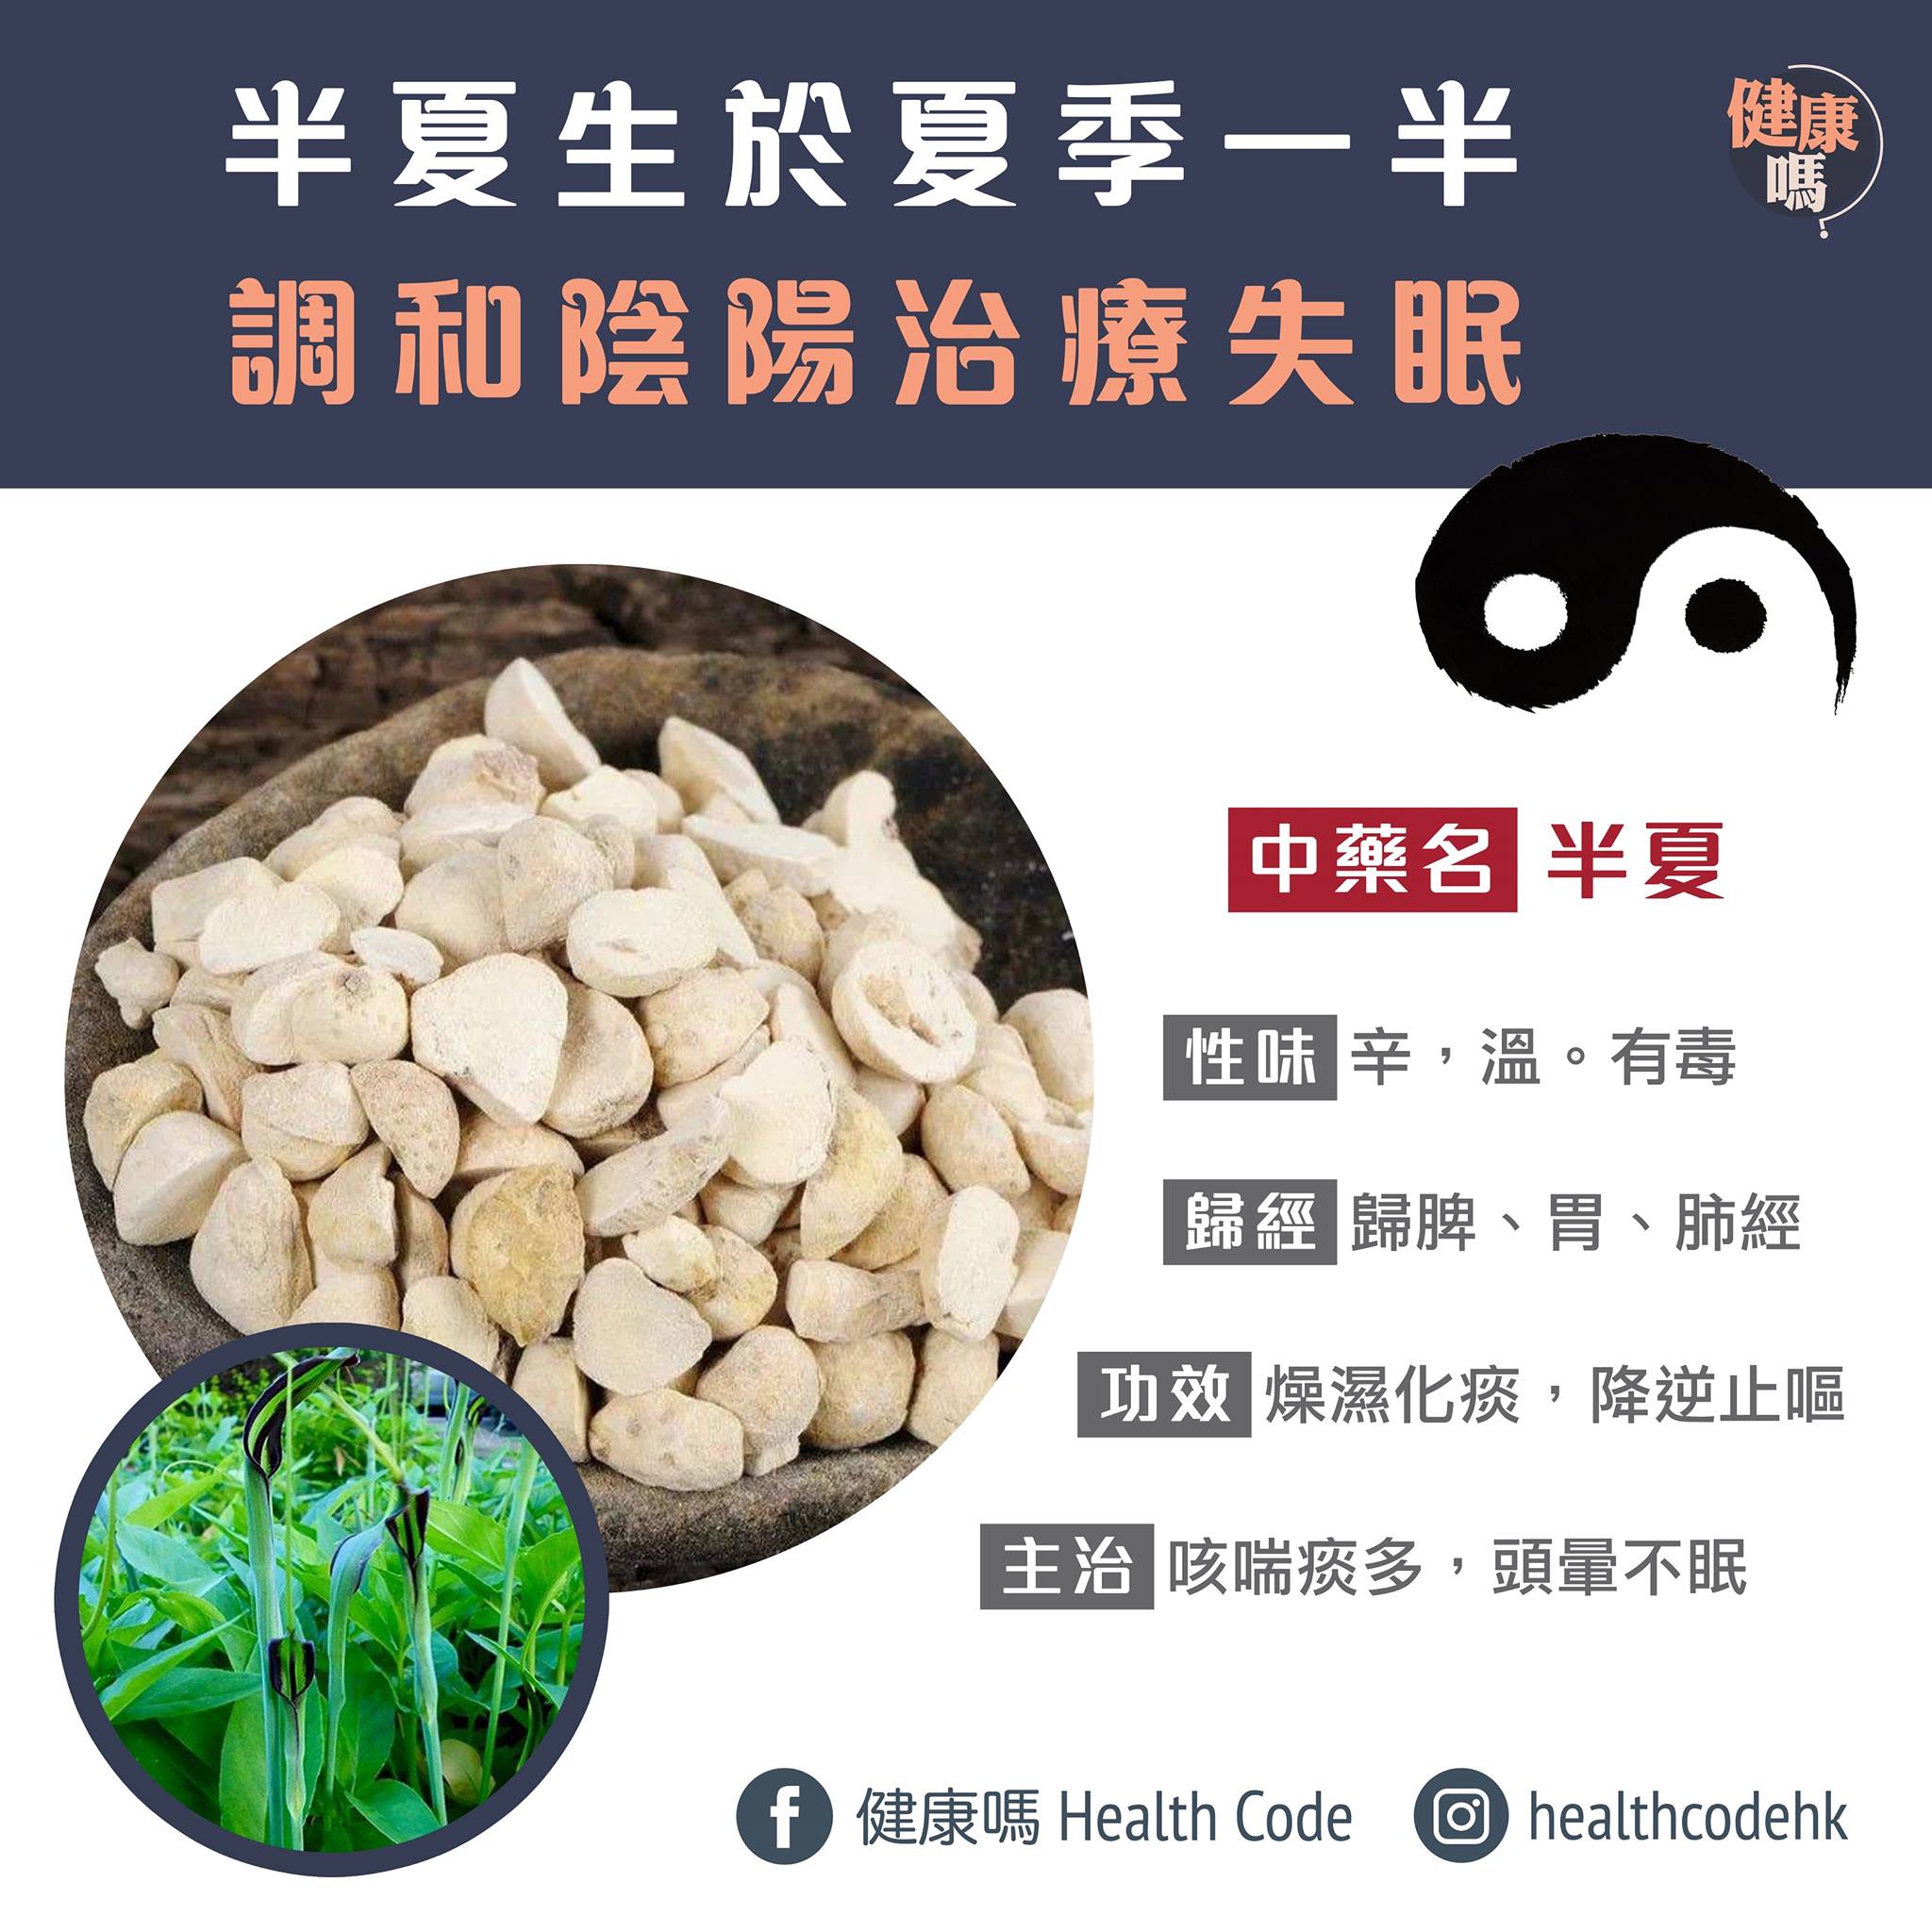 半夏生於夏季一半
健康
嗎?
調和陰陽治療失眠
中藥名 半夏
性味 辛，溫。有毒
歸經 歸脾、胃、肺經
功效 燥濕化痰，降逆止嘔
主治 咳喘痰多，頭暈不眠
健康嗎 Health Code
healthcodehk